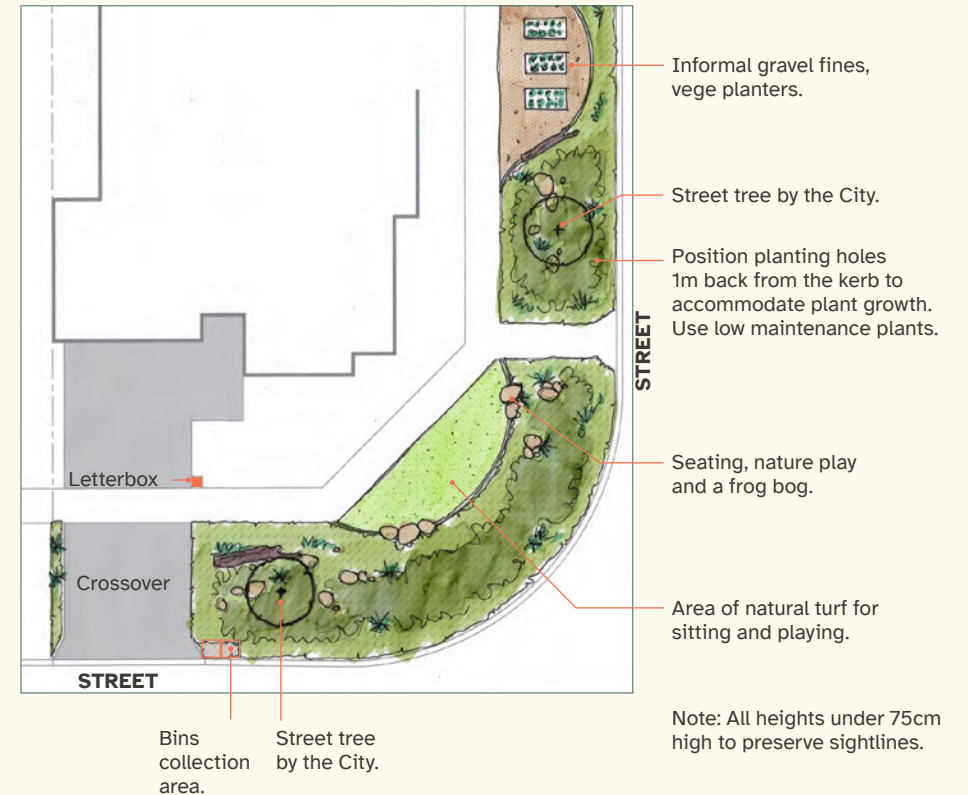 Informal gravel fines,
vege planters.
Street tree by the City.
Position planting holes
1m back from the kerb to
accommodate plant growth.
Use low maintenance plants.
STREET
Seating, nature play
and a frog bog.
Letterbox
Crossover
Area of natural turf for
sitting and playing.
STREET
Note: All heights under 75cm
high to preserve sightlines.
Bins
collection
area.
Street tree
by the City.